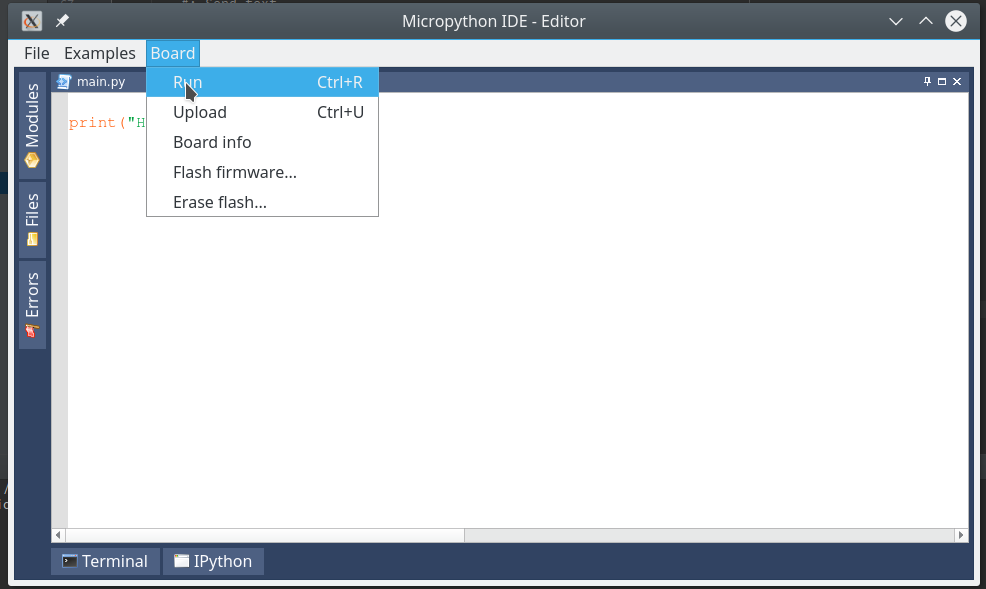 Micropython IDE - Editor
File Examples Board
main.py
Run Ctrl+R
Upload Ctrl+U
Board info
Flash firmware...
Erase flash...
print("H
Modules
Files
Errors
Terminal IPython